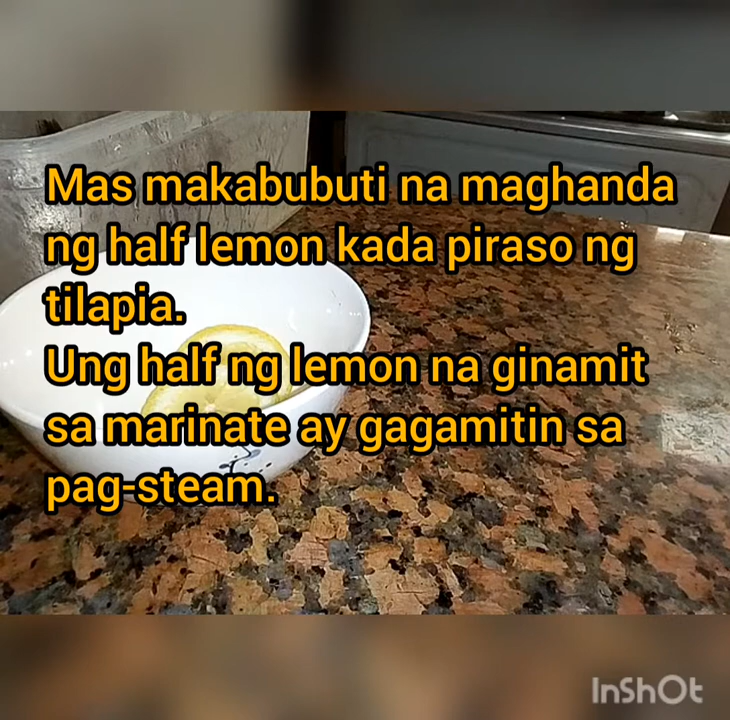 Mas makabubuti na maghanda
ng half lemon kada piraso ng
tilapia.
Ung half ng lemon na ginamit
sa marinate ay gagamitin sa
pag-steam.
InShOt